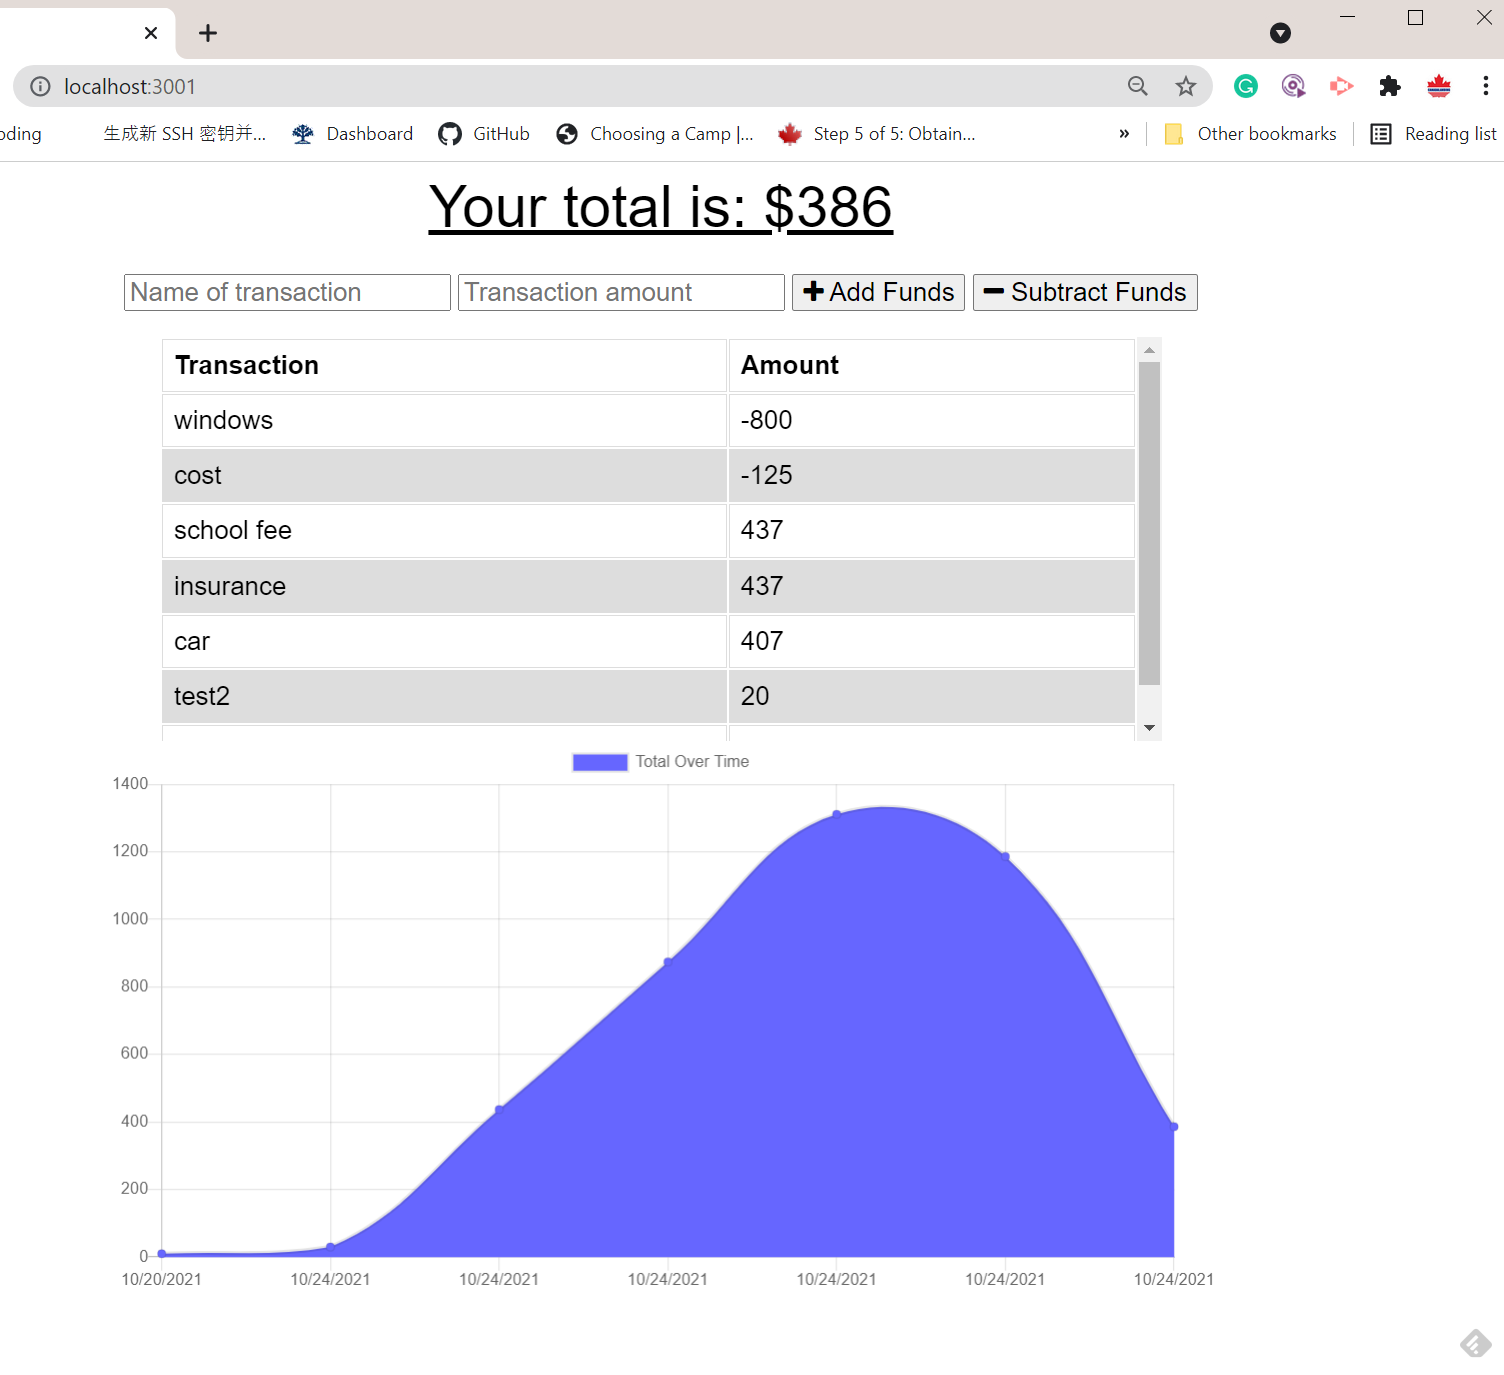 localhost:3001
oding 生成新 SSH 密钥并... Dashboard GitHub Choosing a Camp |... Step 5 of 5: Obtain... » Other bookmarks Reading list
Your total is: $386
Name of transaction Transaction amount Add Funds Subtract Funds
Transaction Amount
windows -800
cost -125
school fee 437
insurance 437
car 407
test2 20
Total Over Time
1400
1200
1000
800
600
400
200
0
10/20/2021 10/24/2021 10/24/2021 10/24/2021 10/24/2021 10/24/2021 10/24/2021